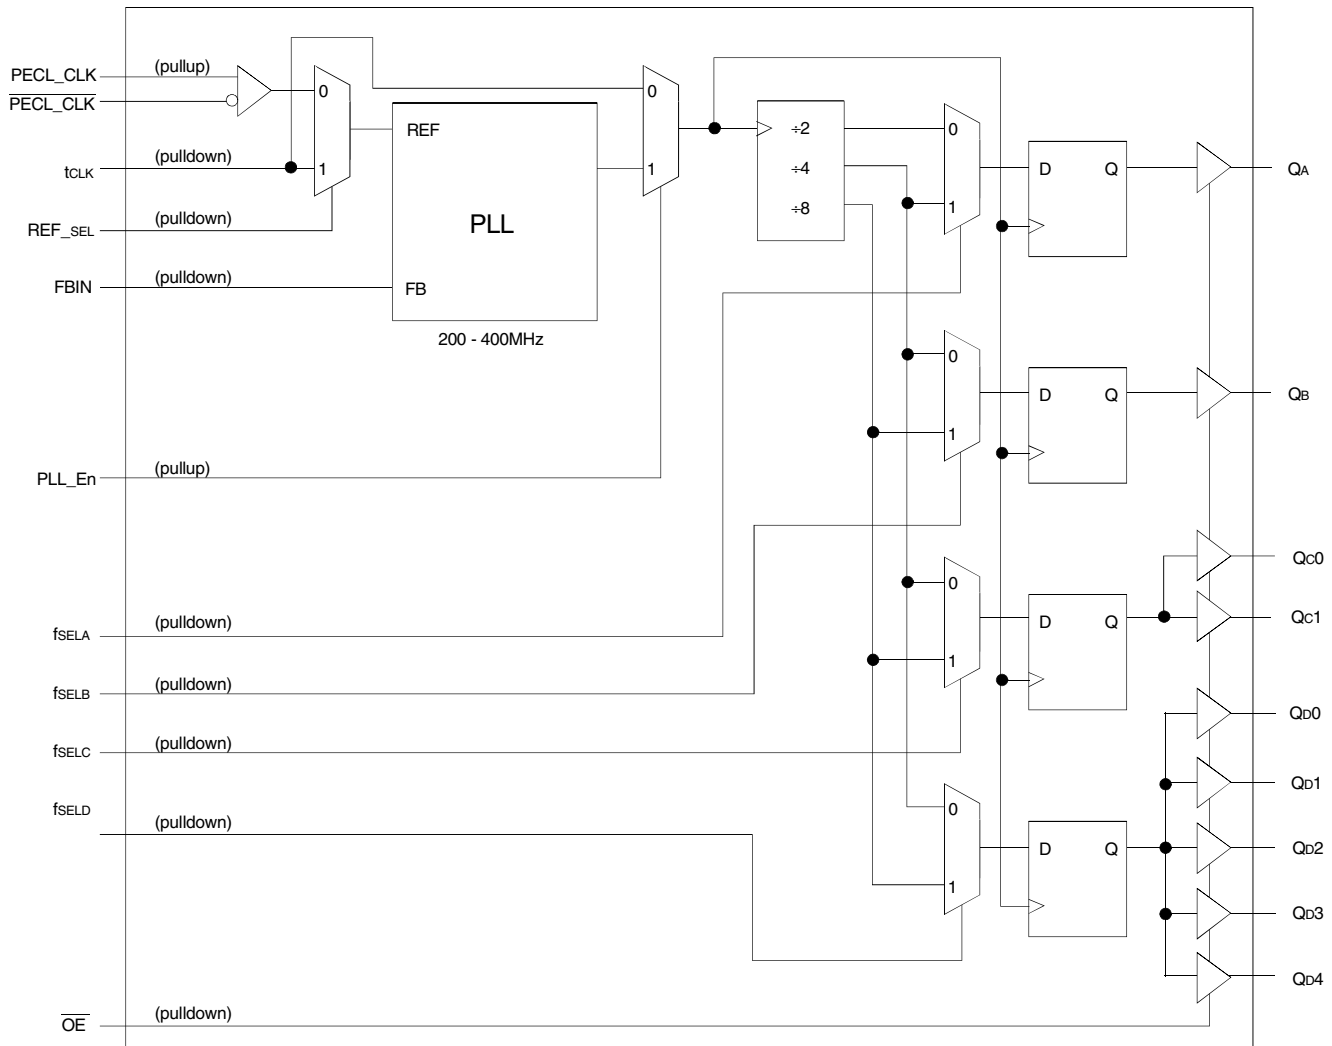 PECL_CLK (pullup)
PECL_CLK
0
1
tCLK (pulldown)
REF_SEL (pulldown)
FBIN (pulldown)
REF
PLL
FB
200 - 400MHz
0
1
÷2
÷4
÷8
0
1
D Q
QA
0
1
D Q
QB
PLL_En (pullup)
QC0
0
1
D Q
QC1
fSELA (pulldown)
fSELB (pulldown)
fSELC (pulldown)
fSELD
(pulldown)
0
1
D Q
QD0
QD1
QD2
QD3
QD4
OE (pulldown)